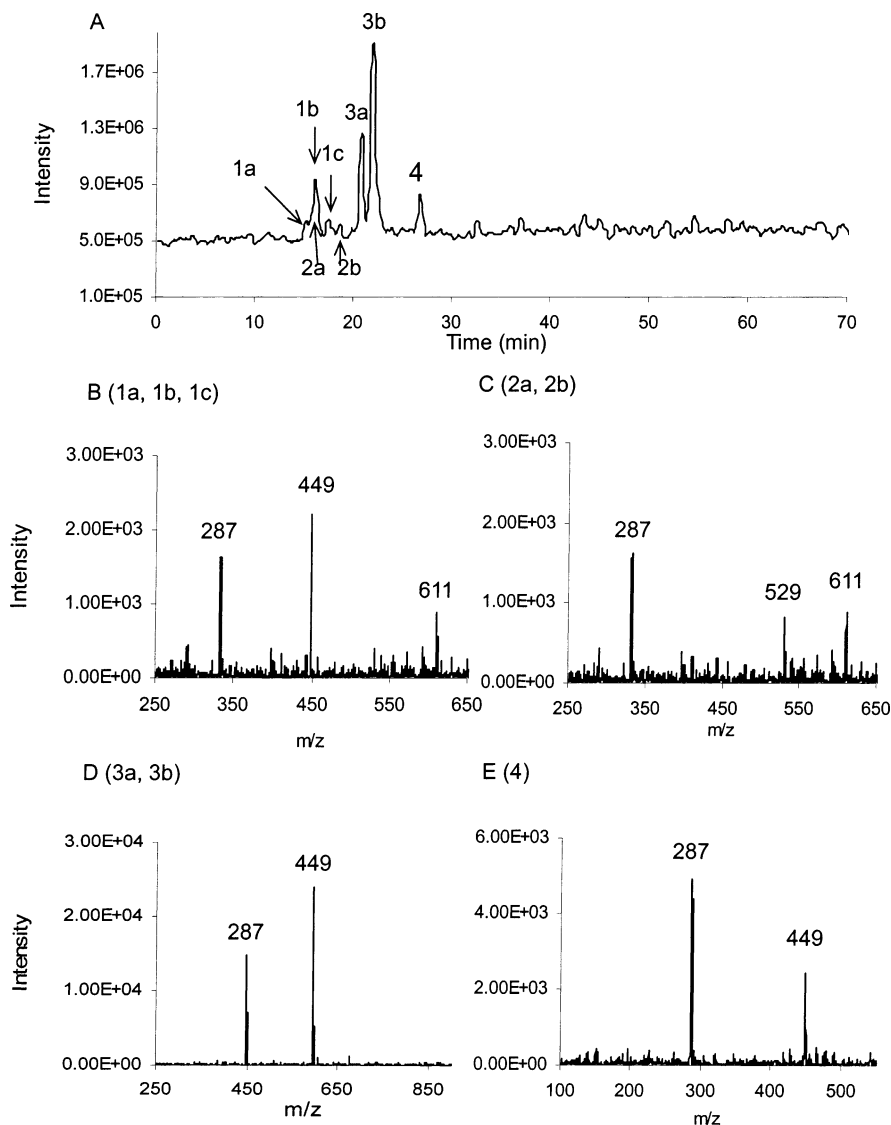 A
3b
1.7E+06
1b
3a
1.3E+06
1c
1a
4
9.0E+05
Intensity
5.0E+05
2a
2b
1.0E+05
0 10 20 30 40 50 60 70
Time (min)
B (1a, 1b, 1c)
3.00E+03
449
287
2.00E+03
Intensity
611
1.00E+03
0.00E+00
250 350 450 550 650
m/z
C (2a, 2b)
3.00E+03
287
2.00E+03
529 611
1.00E+03
0.00E+00
250 350 450 550 650
m/z
D (3a, 3b)
3.00E+04
449
2.00E+04
287
Intensity
1.00E+04
0.00E+00
250 450 650 850
m/z
E (4)
6.00E+03
287
4.00E+03
449
2.00E+03
0.00E+00
100 200 300 400 500
m/z